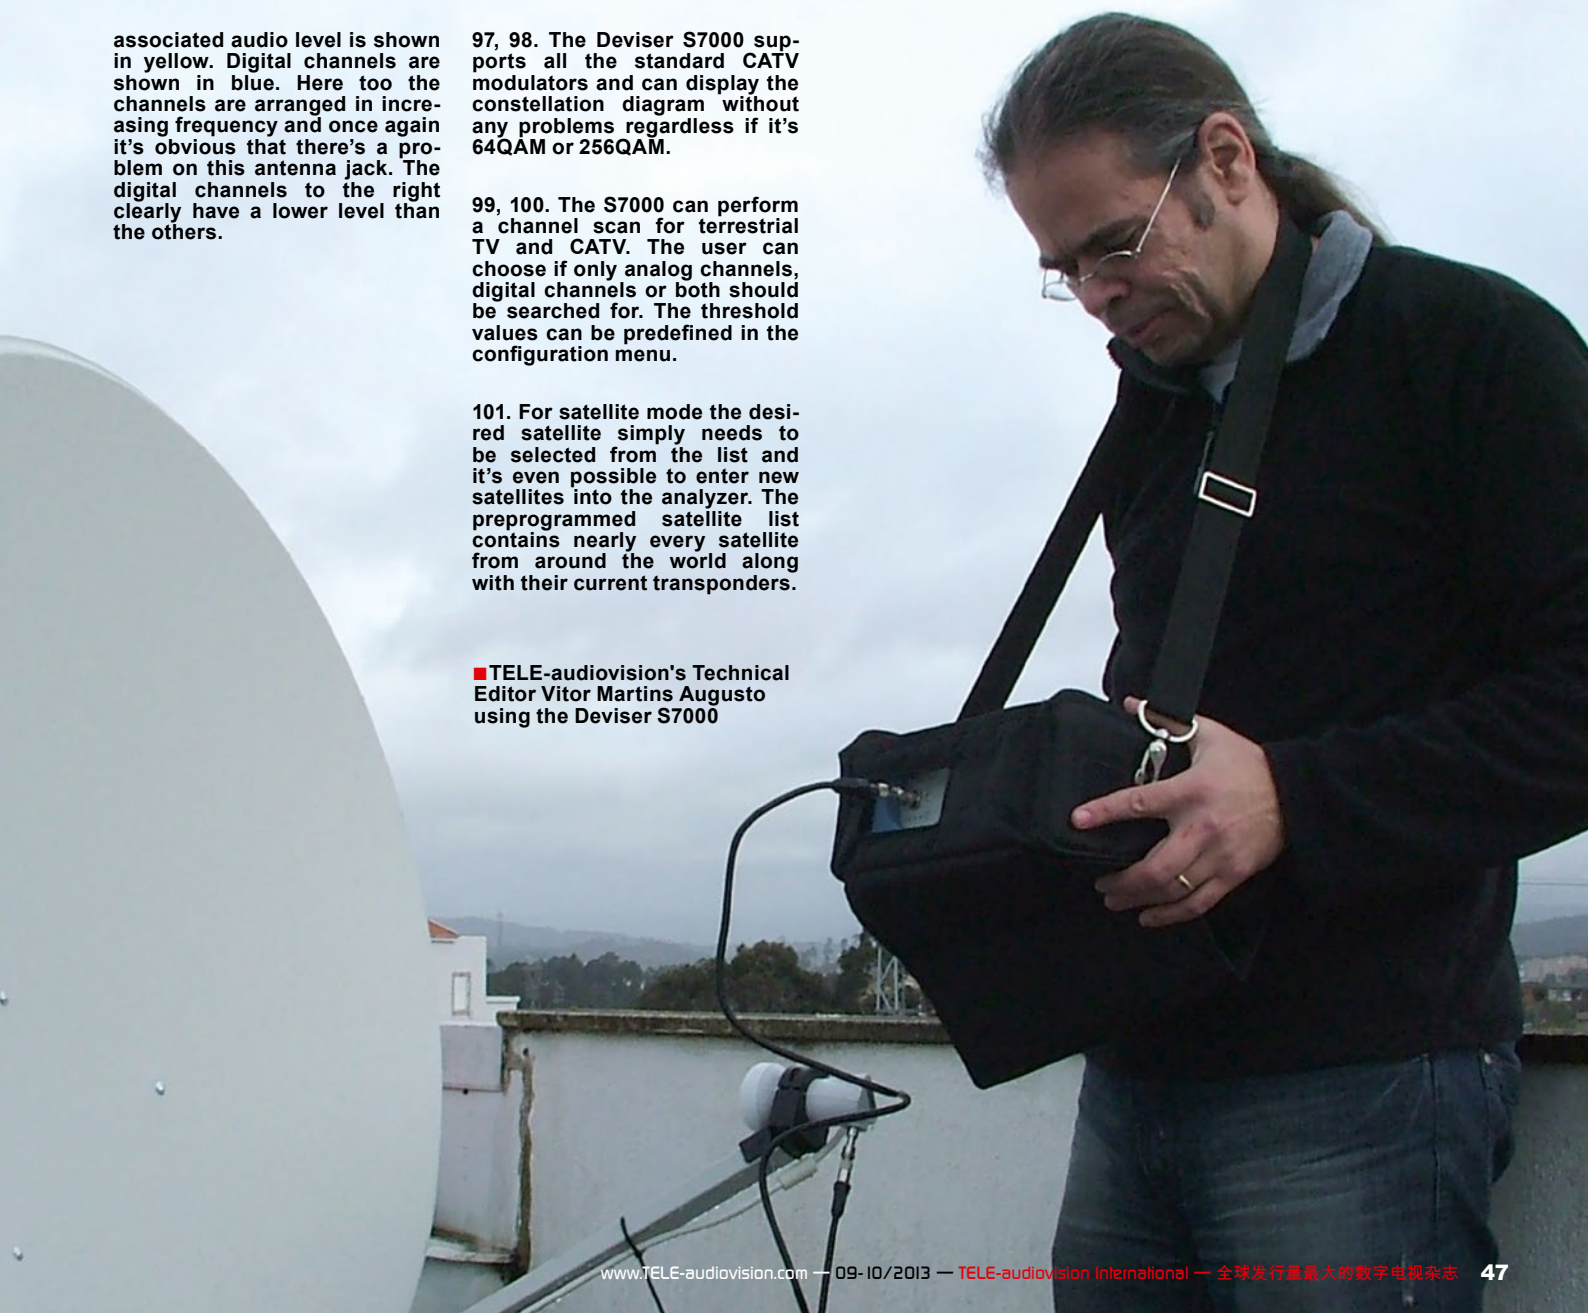 associated audio level is shown
in yellow. Digital channels are
shown in blue. Here too the
channels are arranged in incre-
asing frequency and once again
it’s obvious that there’s a pro-
blem on this antenna jack. The
digital channels to the right
clearly have a lower level than
the others.
97, 98. The Deviser S7000 sup-
ports all the standard CATV
modulators and can display the
constellation diagram without
any problems regardless if it’s
64QAM or 256QAM.
99, 100. The S7000 can perform
a channel scan for terrestrial
TV and CATV. The user can
choose if only analog channels,
digital channels or both should
be searched for. The threshold
values can be predefined in the
configuration menu.
101. For satellite mode the desi-
red satellite simply needs to
be selected from the list and
it’s even possible to enter new
satellites into the analyzer. The
preprogrammed satellite list
contains nearly every satellite
from around the world along
with their current transponders.
■TELE-audiovision's Technical
Editor Vitor Martins Augusto
using the Deviser S7000
www.TELE-audiovision.com — 09-10/2013 — TELE-audiovision International — 全球发行量最大的数字电视杂志 47